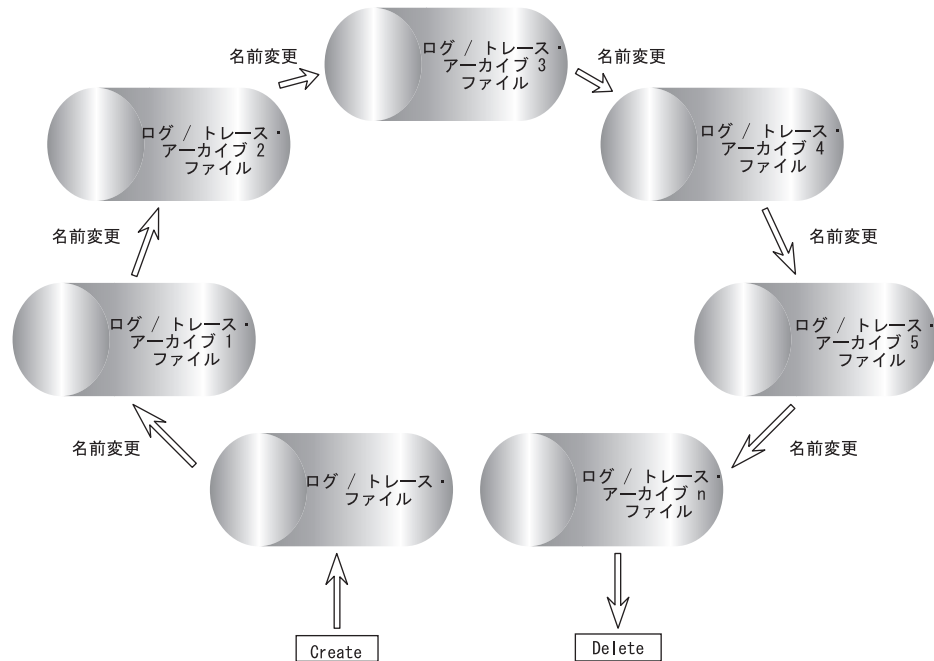 名前変更
ログ / トレース・
アーカイブ 3
ファイル
名前変更
ログ / トレース・
アーカイブ 2
ファイル
ログ / トレース・
アーカイブ 4
ファイル
名前変更
名前変更
ログ / トレース・
アーカイブ 1
ファイル
ログ / トレース・
アーカイブ 5
ファイル
名前変更
名前変更
ログ / トレース・
ファイル
ログ / トレース・
アーカイブ n
ファイル
Create
Delete